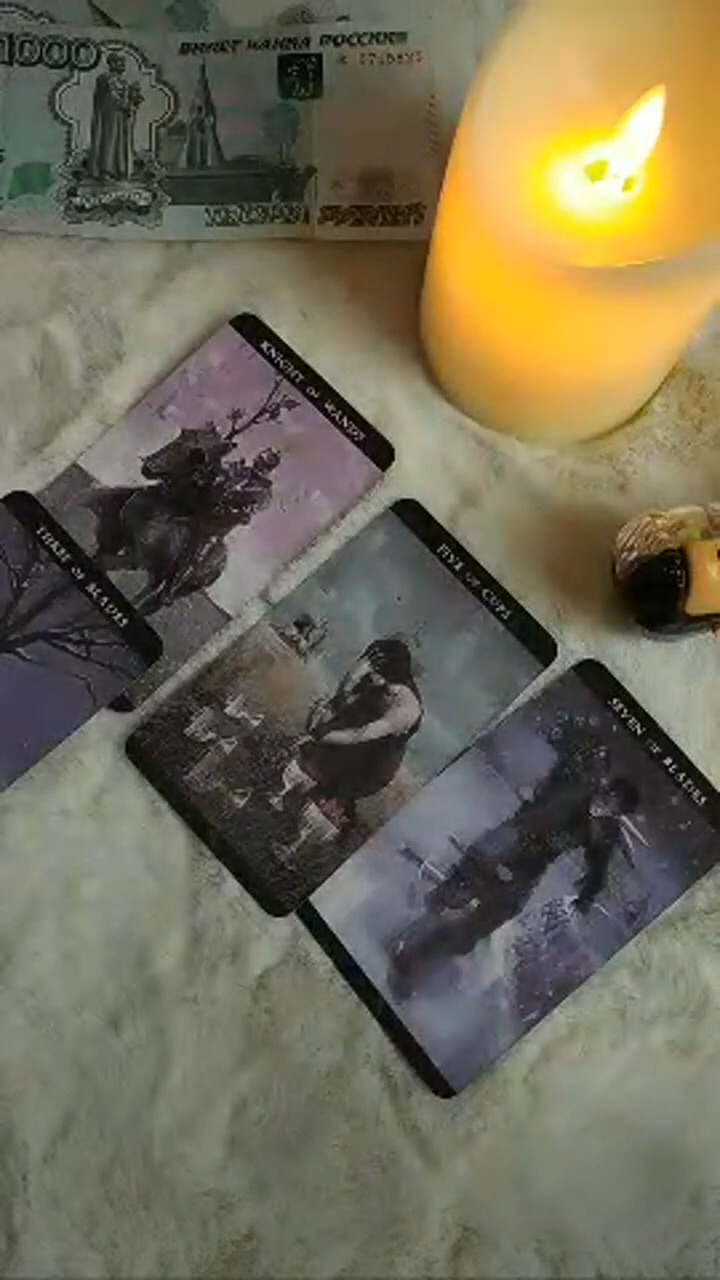 1000
БИЛЕТ БАНКА РОССИИ
KNIGHT OF WANDS
THREE OF BLADES
FIVE OF CUPS
SEVEN OF BLADES